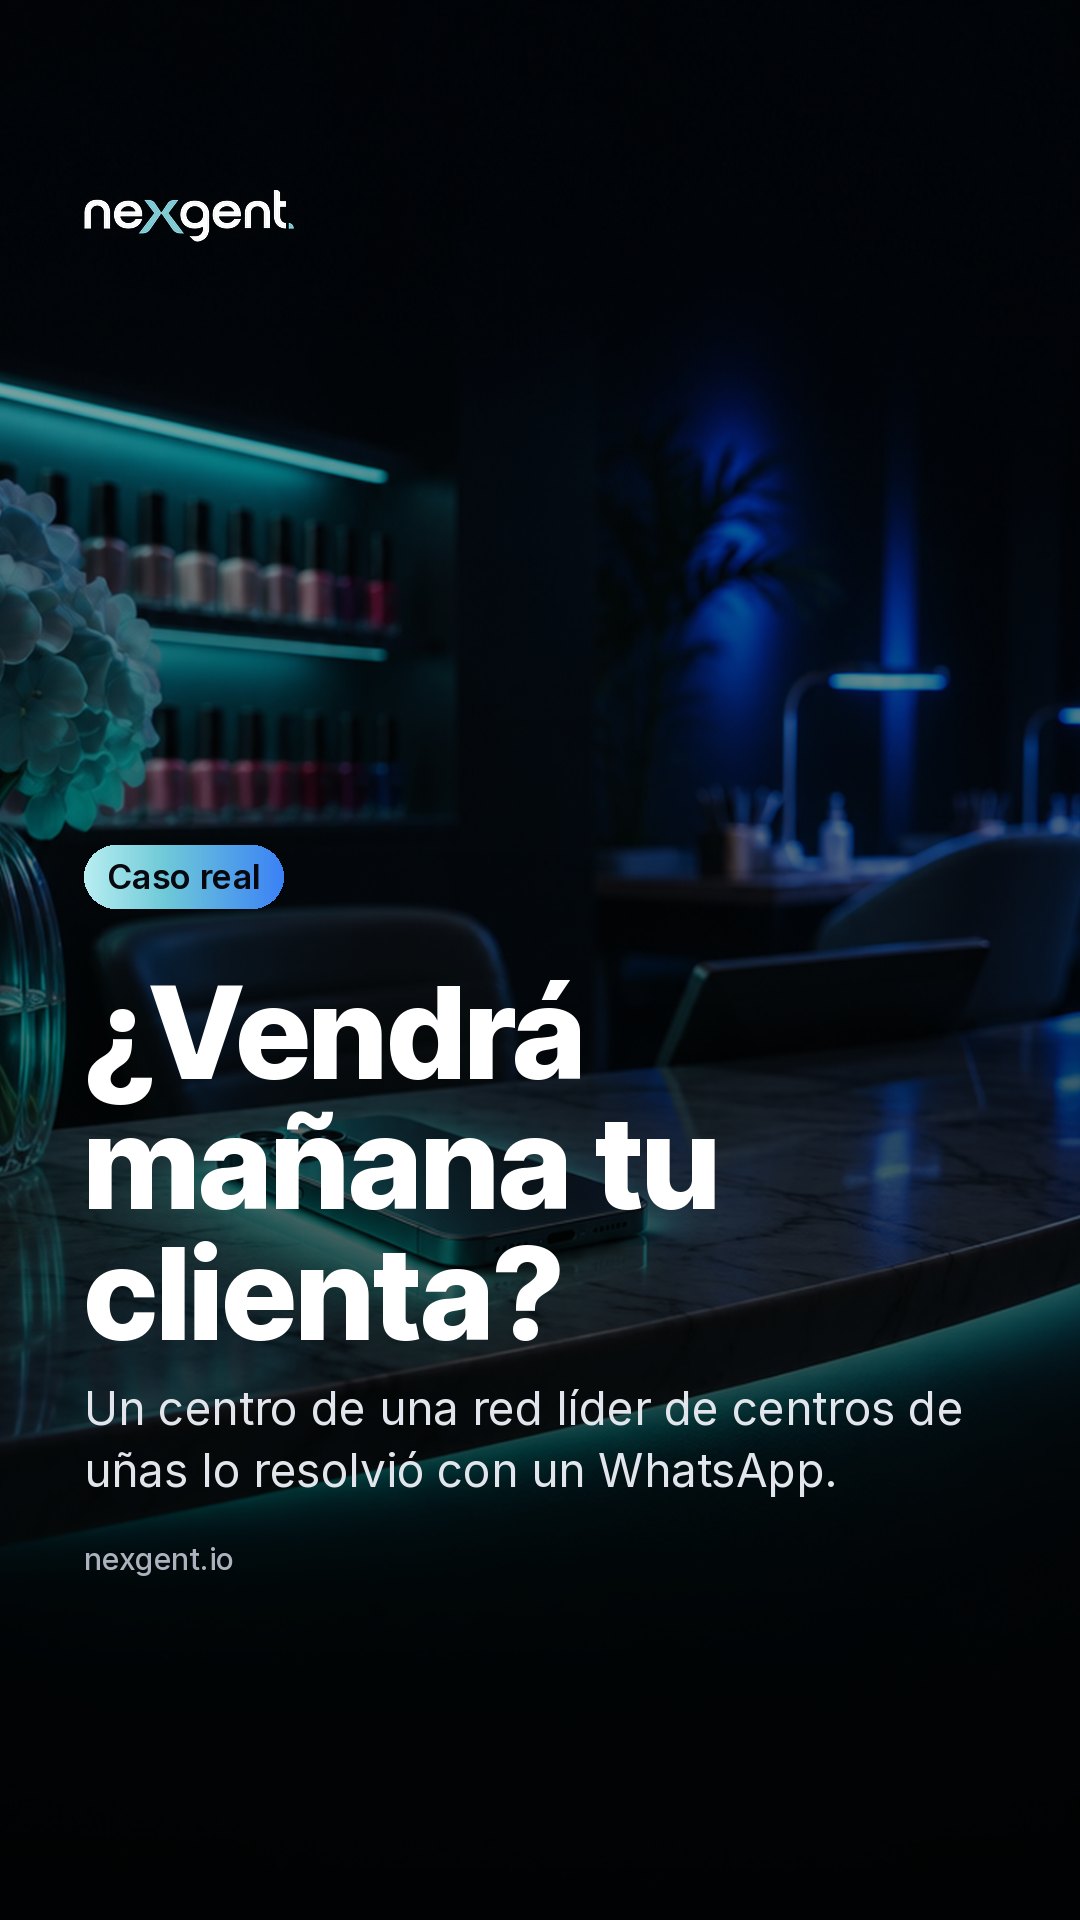 nexgent.
Caso real
¿Vendrá
mañana tu
clienta?
Un centro de una red líder de centros de
uñas lo resolvió con un WhatsApp.
nexgent.io